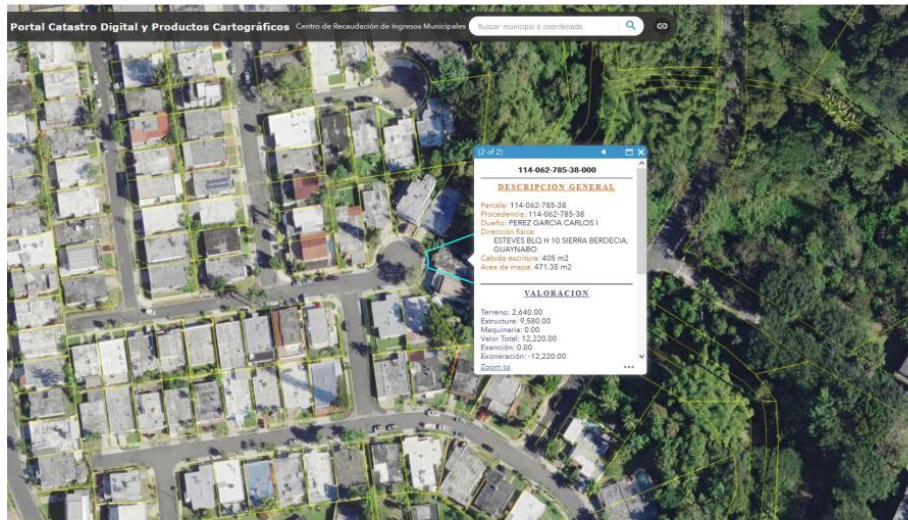 Portal Catastro Digital y Productos Cartográficos Centro de Recaudación de Ingresos Municipales Buscar municipio o coordenada
(2 of 2)
114-062-785-38-000
DESCRIPCION GENERAL
Parcela: 114-062-785-38
Procedencia: 114-062-785-38
Dueño: PEREZ GARCIA CARLOS I
Dirección física:
ESTEVES BLQ H 10 SIERRA BERDECIA,
GUAYNABO
Cabida escritura: 405 m2
Area de mapa: 471.35 m2
VALORACION
Terreno: 2,640.00
Estructura: 9,580.00
Maquinaria: 0.00
Valor Total: 12,220.00
Exención: 0.00
Exoneración: -12,220.00
Zoom to